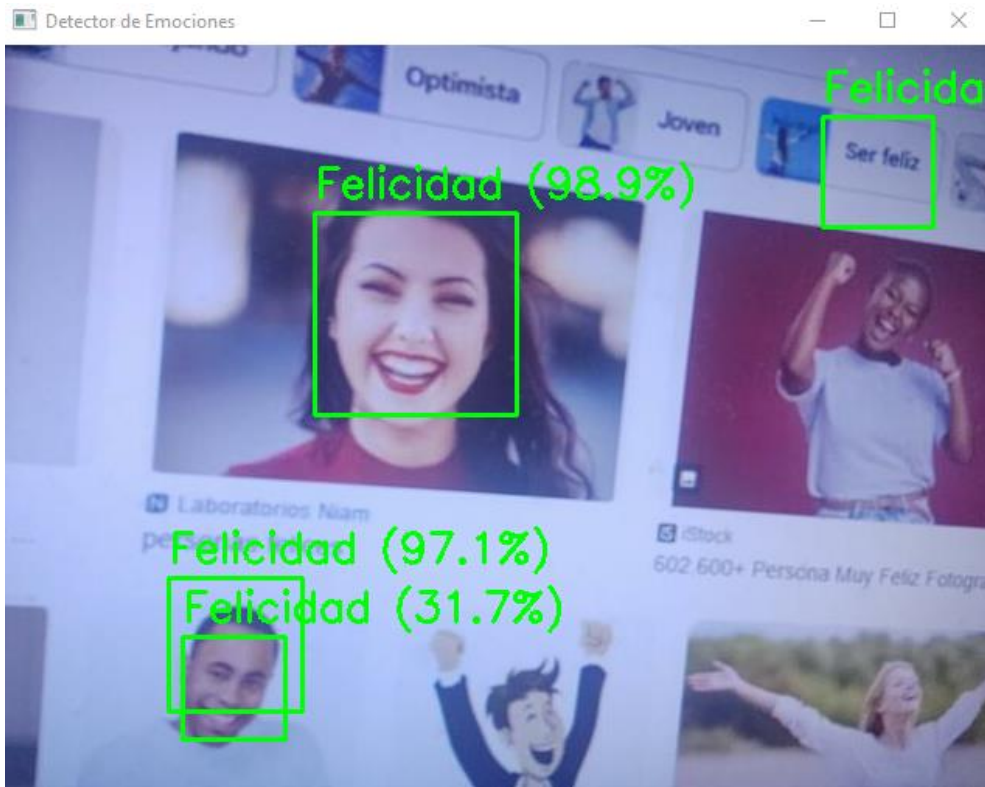 Detector de Emociones
Optimista
Joven
Ser feliz
Felicida
Felicidad (98.9%)
Laboratorios Niam
Felicidad (97.1%)
iStock
602.600+ Persona Muy Feliz Fotogra
Felicidad (31.7%)